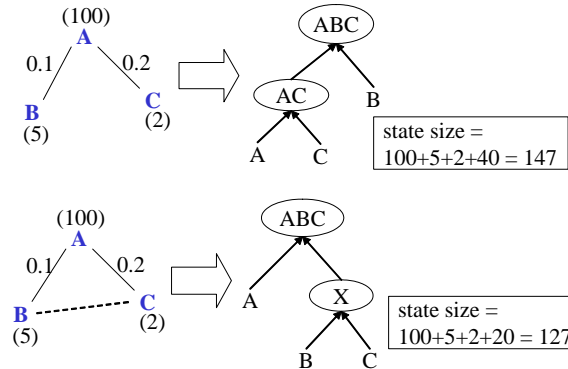 (100)
A
0.1
0.2
B
(5)
C
(2)
ABC
AC
B
A
C
state size =
100+5+2+40 = 147
(100)
A
0.1
0.2
B
(5)
C
(2)
ABC
A
X
B
C
state size =
100+5+2+20 = 127